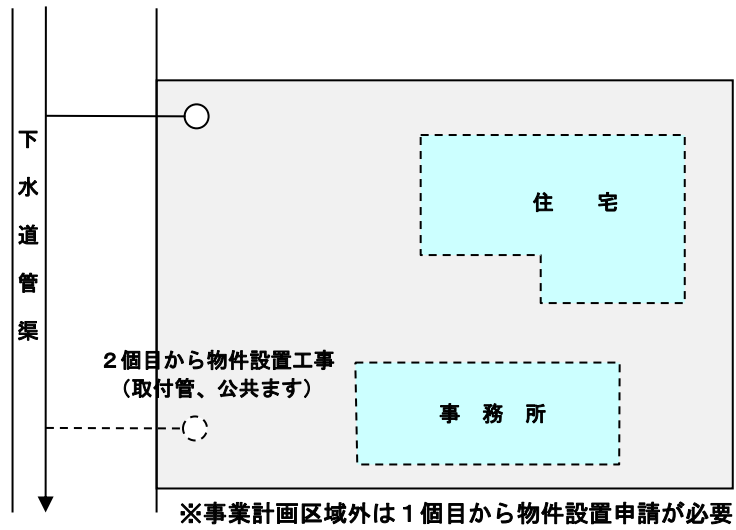 下水道管渠
住　宅
２個目から物件設置工事
（取付管、公共ます）
事　務　所
※事業計画区域外は１個目から物件設置申請が必要